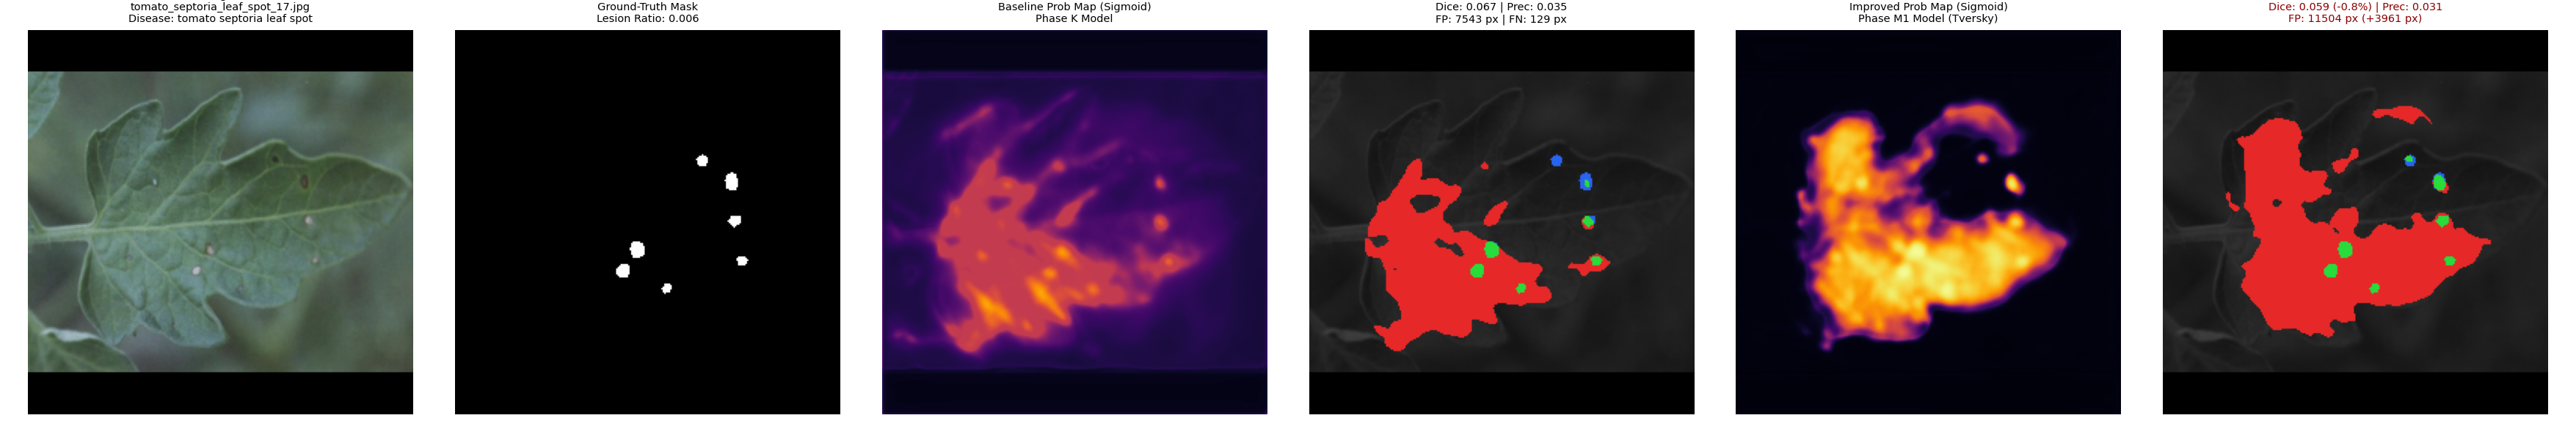 tomato_septoria_leaf_spot_17.jpg
Disease: tomato septoria leaf spot
Ground-Truth Mask
Lesion Ratio: 0.006
Baseline Prob Map (Sigmoid)
Phase K Model
Dice: 0.067 | Prec: 0.035
FP: 7543 px | FN: 129 px
Improved Prob Map (Sigmoid)
Phase M1 Model (Tversky)
Dice: 0.059 (-0.8%) | Prec: 0.031
FP: 11504 px (+3961 px)